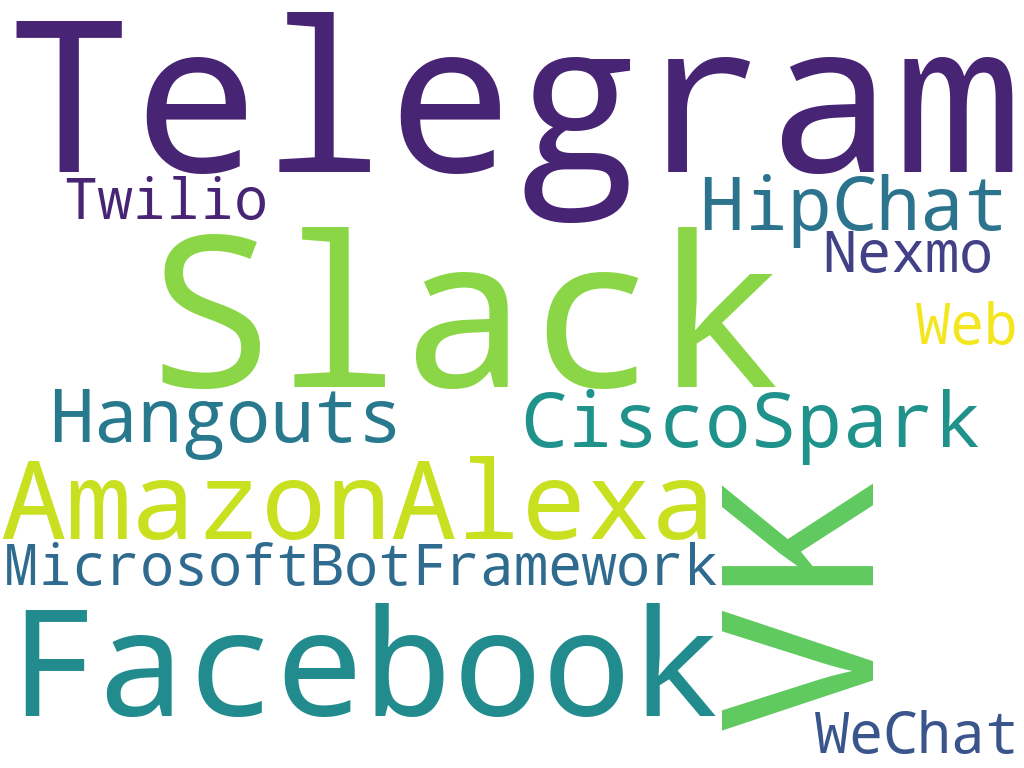 Telegram
Twilio
HipChat
Slack
Nexmo
Web
Hangouts
CiscoSpark
AmazonAlexa
VK
MicrosoftBotFramework
Facebook
WeChat